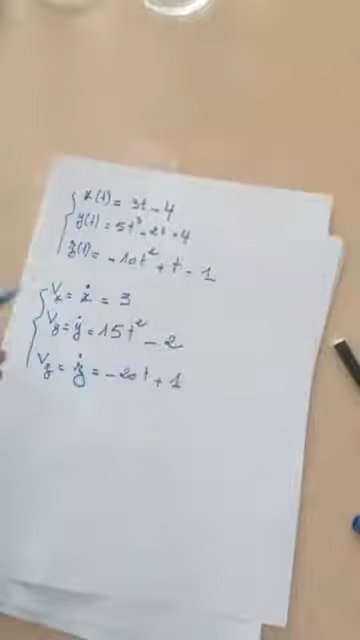 x(t) = 3t - 4
y(t) = 5t³ - 2t + 4
z(t) = -10t² + t - 1
Vx = ẋ = 3
Vy = ẏ = 15t² - 2
Vz = ż = -20t + 1